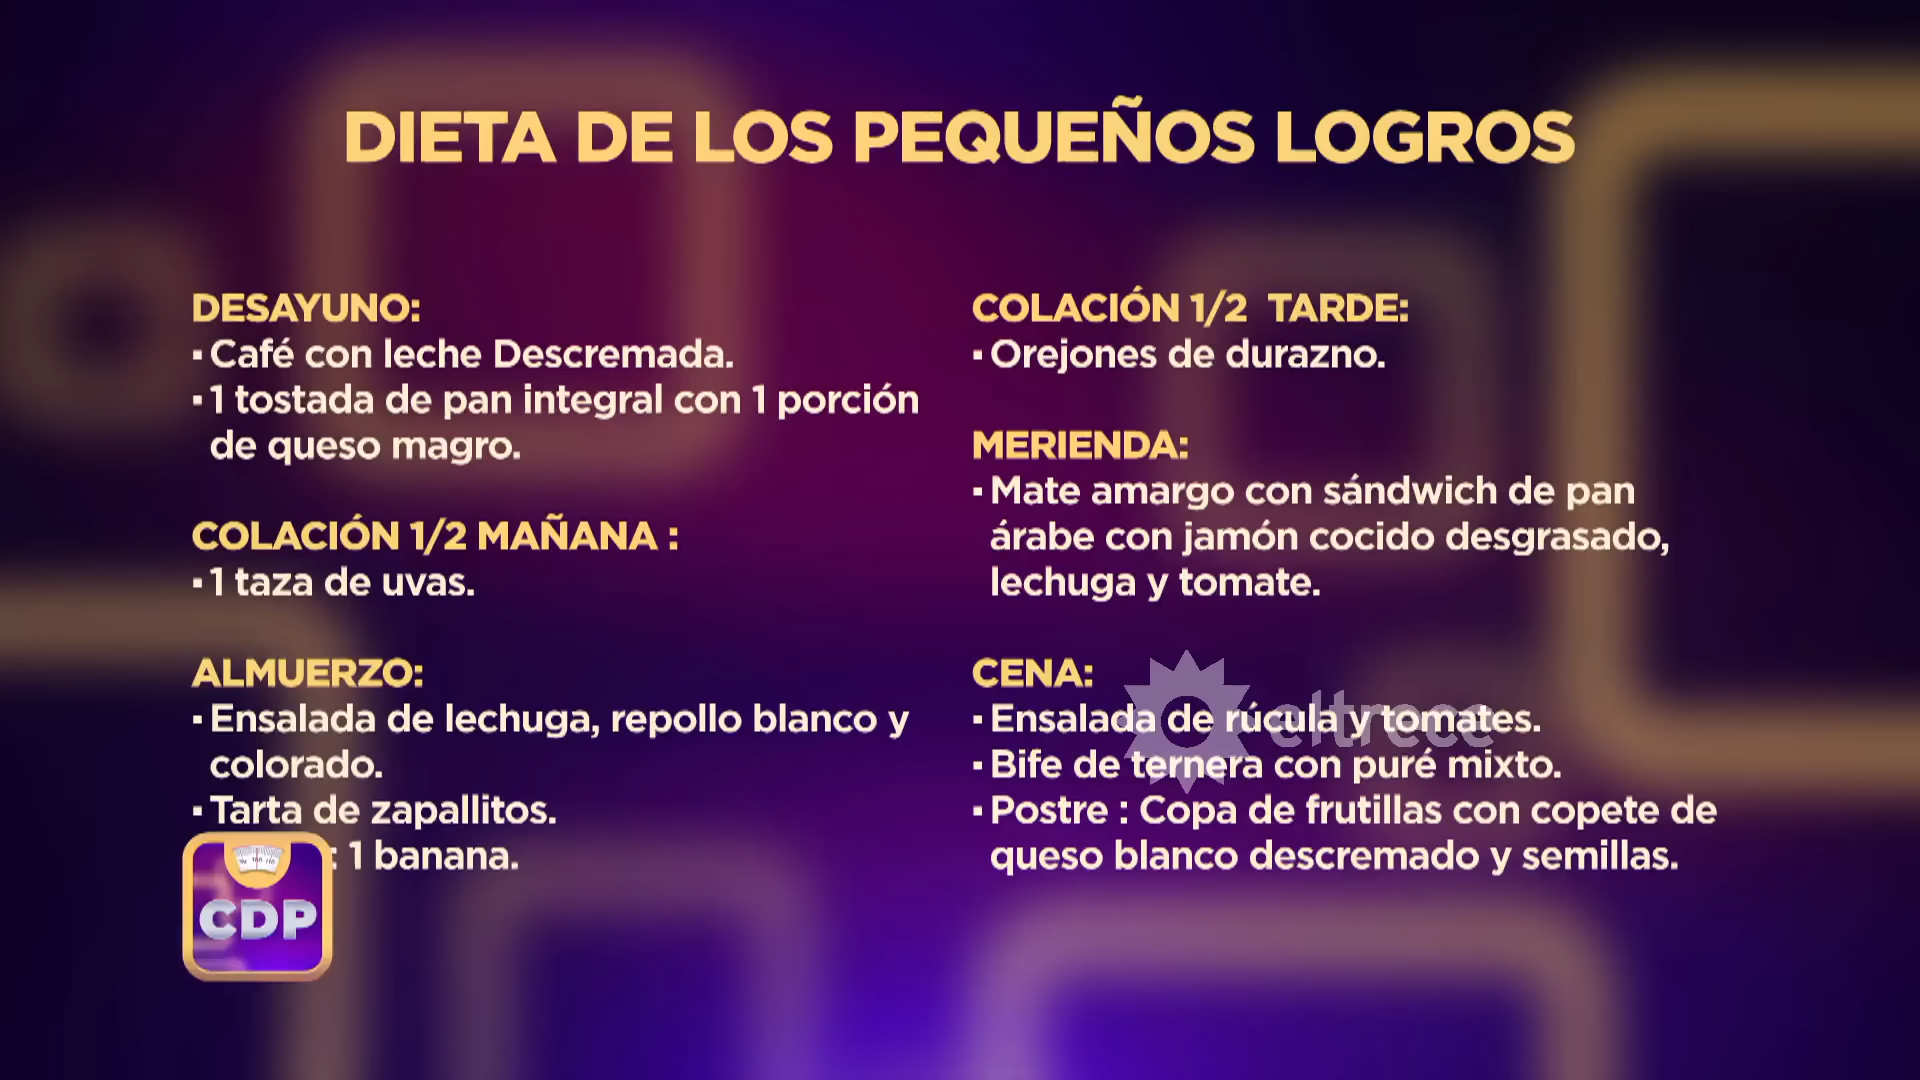 DIETA DE LOS PEQUEÑOS LOGROS
DESAYUNO:
▪ Café con leche Descremada.
▪ 1 tostada de pan integral con 1 porción
de queso magro.
COLACIÓN 1/2 MAÑANA :
▪ 1 taza de uvas.
ALMUERZO:
▪ Ensalada de lechuga, repollo blanco y
colorado.
▪ Tarta de zapallitos.
: 1 banana.
CDP
COLACIÓN 1/2  TARDE:
▪ Orejones de durazno.
MERIENDA:
▪ Mate amargo con sándwich de pan
árabe con jamón cocido desgrasado,
lechuga y tomate.
CENA:
▪ Ensalada de rúcula y tomates.
eltrece
▪ Bife de ternera con puré mixto.
▪ Postre : Copa de frutillas con copete de
queso blanco descremado y semillas.